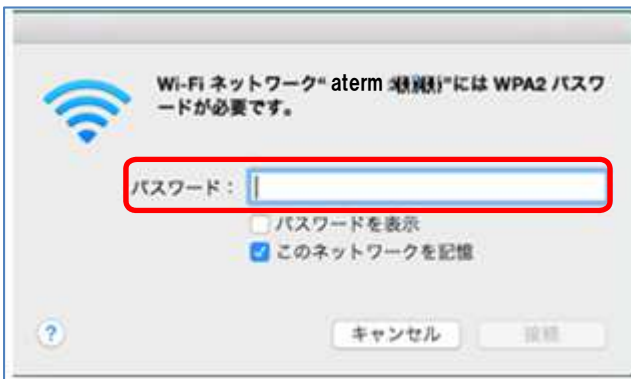 Wi-Fi ネットワーク“ aterm ”には WPA2 パスワ
ードが必要です。
パスワード：
パスワードを表示
このネットワークを記憶
?
キャンセル 接続